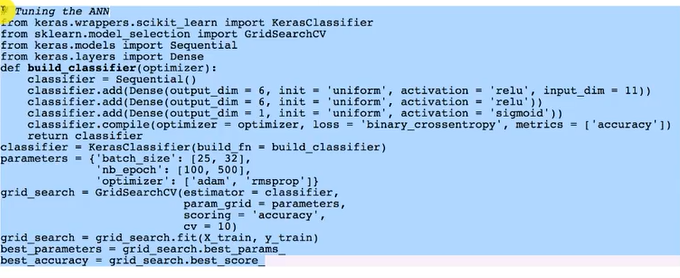 # Tuning the ANN
from keras.wrappers.scikit_learn import KerasClassifier
from sklearn.model_selection import GridSearchCV
from keras.models import Sequential
from keras.layers import Dense
def build_classifier(optimizer):
    classifier = Sequential()
    classifier.add(Dense(output_dim = 6, init = 'uniform', activation = 'relu', input_dim = 11))
    classifier.add(Dense(output_dim = 6, init = 'uniform', activation = 'relu'))
    classifier.add(Dense(output_dim = 1, init = 'uniform', activation = 'sigmoid'))
    classifier.compile(optimizer = optimizer, loss = 'binary_crossentropy', metrics = ['accuracy'])
    return classifier
classifier = KerasClassifier(build_fn = build_classifier)
parameters = {'batch_size': [25, 32],
              'nb_epoch': [100, 500],
              'optimizer': ['adam', 'rmsprop']}
grid_search = GridSearchCV(estimator = classifier,
                           param_grid = parameters,
                           scoring = 'accuracy',
                           cv = 10)
grid_search = grid_search.fit(X_train, y_train)
best_parameters = grid_search.best_params_
best_accuracy = grid_search.best_score_